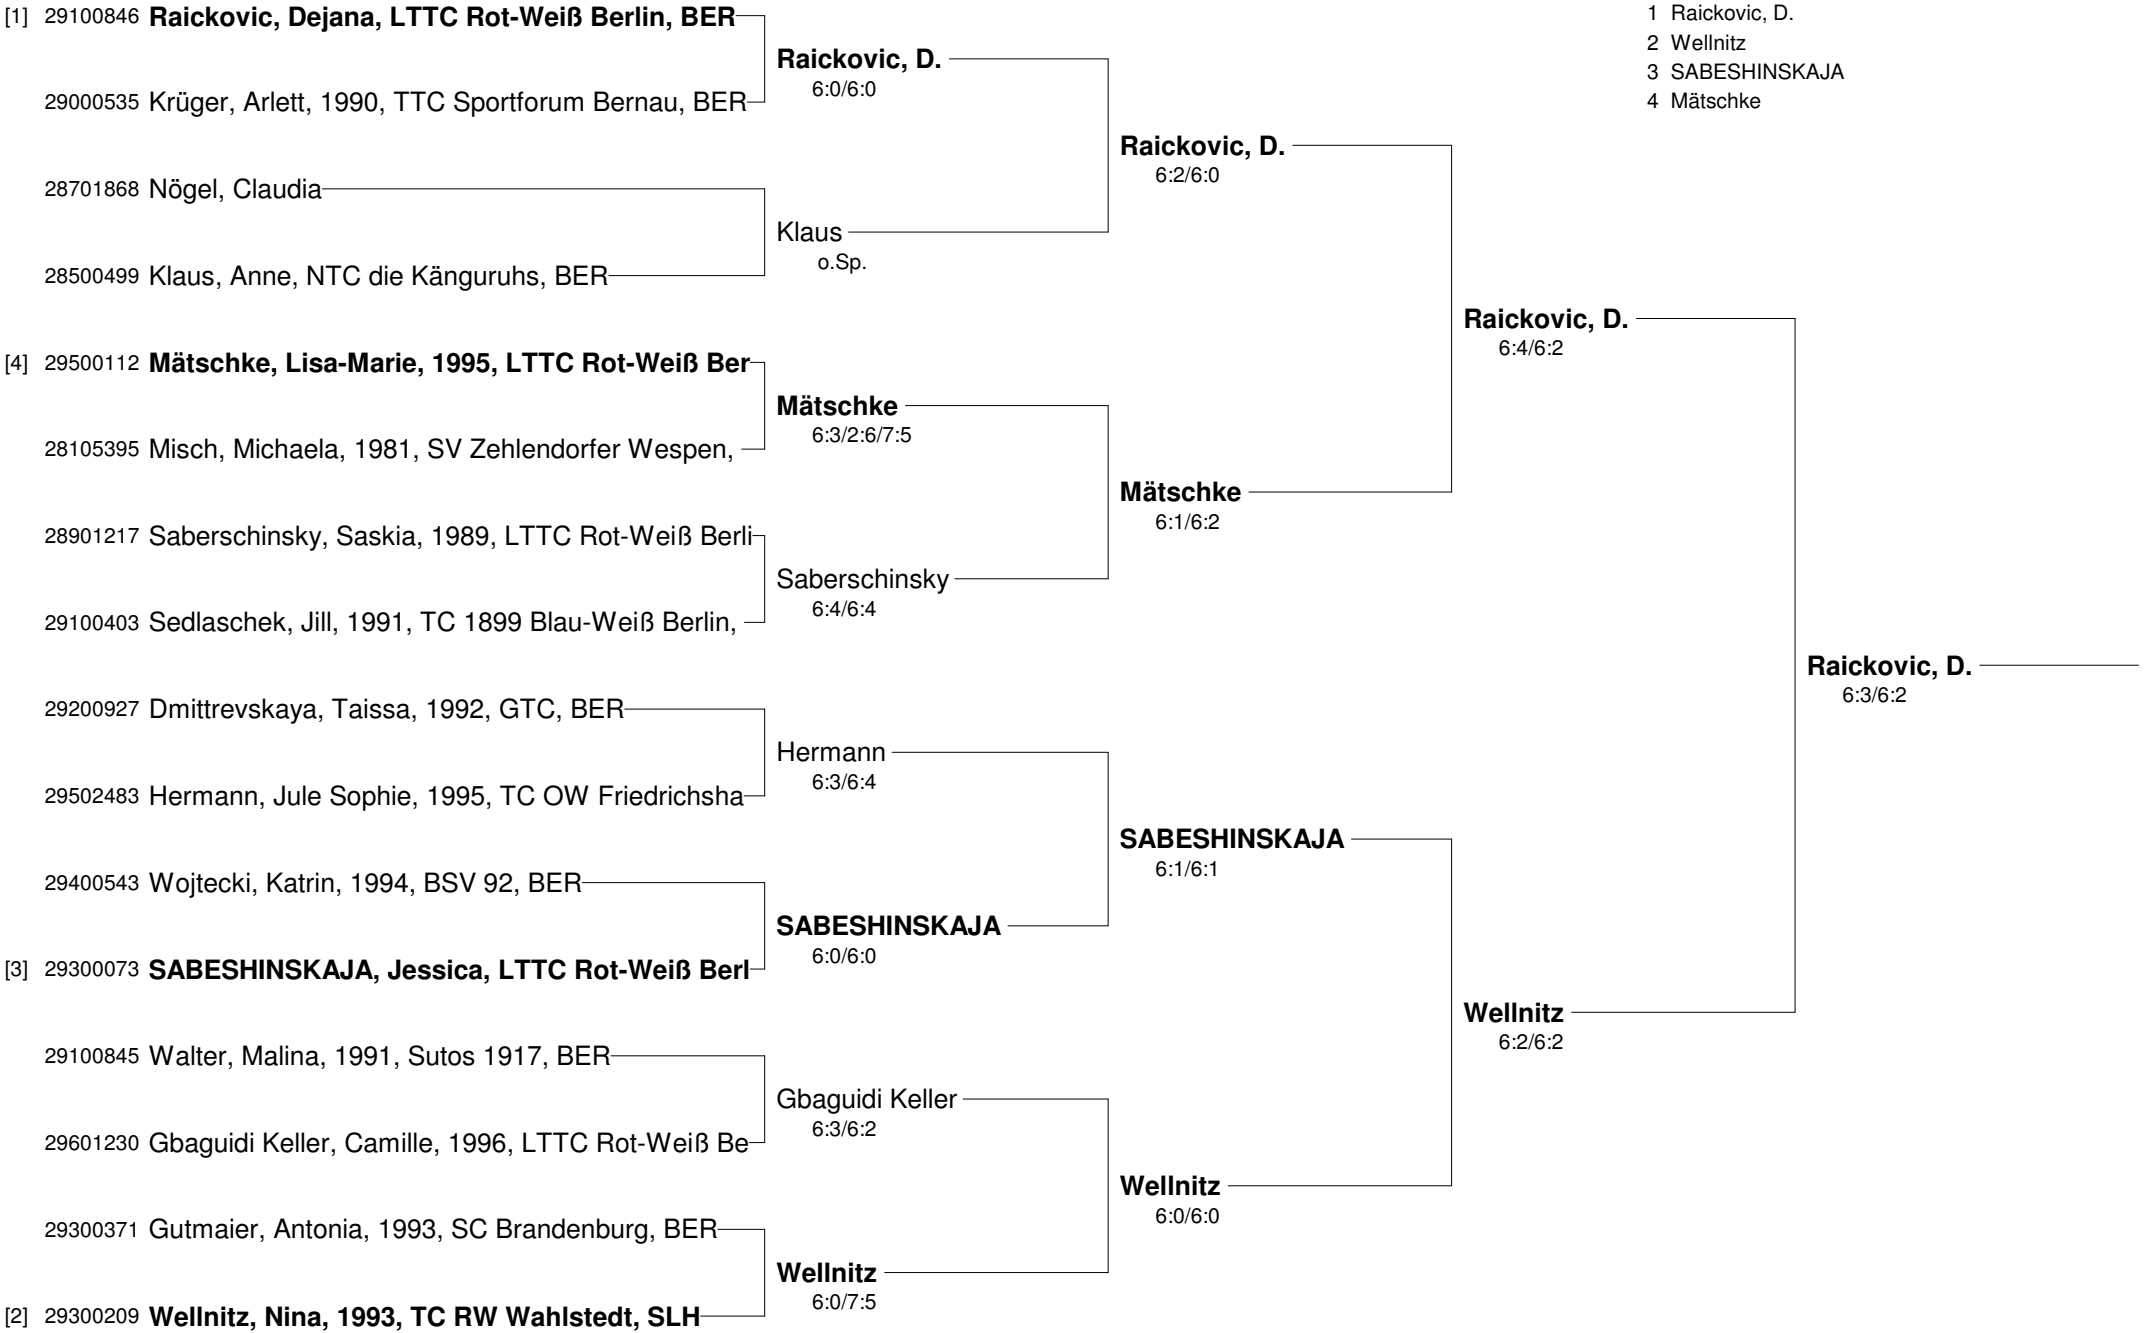 [1] 29100846 Raickovic, Dejana, LTTC Rot-Weiß Berlin, BER
1 Raickovic, D.
2 Wellnitz
3 SABESHINSKAJA
4 Mätschke
Raickovic, D.
6:0/6:0
29000535 Krüger, Arlett, 1990, TTC Sportforum Bernau, BER
Raickovic, D.
6:2/6:0
28701868 Nögel, Claudia
Klaus
o.Sp.
28500499 Klaus, Anne, NTC die Känguruhs, BER
Raickovic, D.
6:4/6:2
[4] 29500112 Mätschke, Lisa-Marie, 1995, LTTC Rot-Weiß Ber
Mätschke
6:3/2:6/7:5
28105395 Misch, Michaela, 1981, SV Zehlendorfer Wespen,
Mätschke
6:1/6:2
28901217 Saberschinsky, Saskia, 1989, LTTC Rot-Weiß Berli
Saberschinsky
6:4/6:4
29100403 Sedlaschek, Jill, 1991, TC 1899 Blau-Weiß Berlin,
Raickovic, D.
6:3/6:2
29200927 Dmittrevskaya, Taissa, 1992, GTC, BER
Hermann
6:3/6:4
29502483 Hermann, Jule Sophie, 1995, TC OW Friedrichsha
SABESHINSKAJA
6:1/6:1
29400543 Wojtecki, Katrin, 1994, BSV 92, BER
SABESHINSKAJA
6:0/6:0
[3] 29300073 SABESHINSKAJA, Jessica, LTTC Rot-Weiß Berl
Wellnitz
6:2/6:2
29100845 Walter, Malina, 1991, Sutos 1917, BER
Gbaguidi Keller
6:3/6:2
29601230 Gbaguidi Keller, Camille, 1996, LTTC Rot-Weiß Be
Wellnitz
6:0/6:0
29300371 Gutmaier, Antonia, 1993, SC Brandenburg, BER
Wellnitz
6:0/7:5
[2] 29300209 Wellnitz, Nina, 1993, TC RW Wahlstedt, SLH